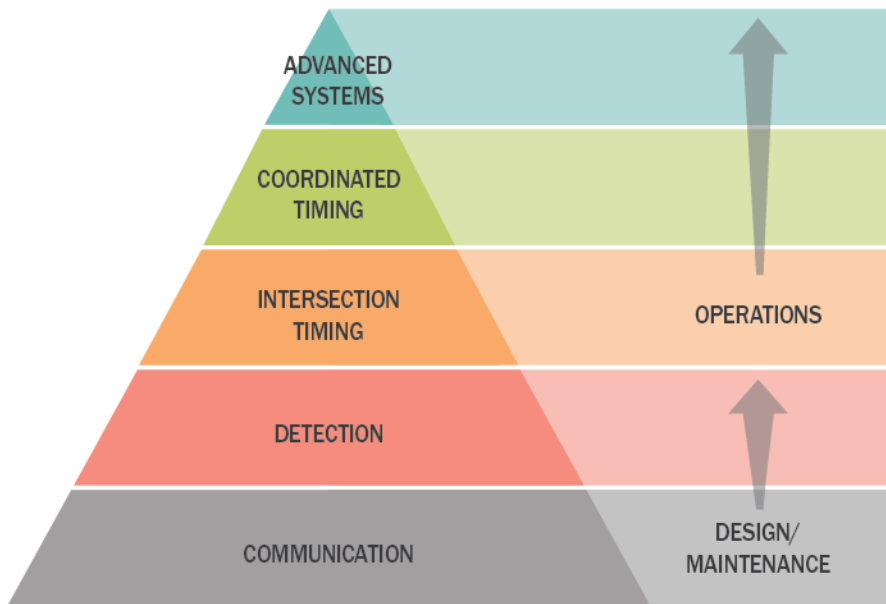 ADVANCED
SYSTEMS
COORDINATED
TIMING
INTERSECTION
TIMING
OPERATIONS
DETECTION
COMMUNICATION
DESIGN/
MAINTENANCE